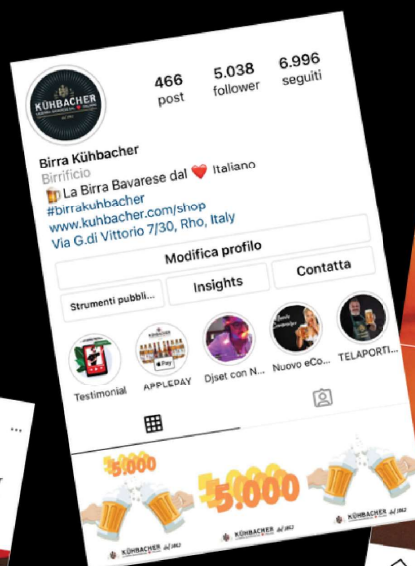 466
5.038
6.996
post
follower
seguiti
KÜHBACHER
Birra Kühbacher
Birrificio
La Birra Bavarese dal Italiano
#birrakuhbacher
www.kuhbacher.com/shop
Via G.di Vittorio 7/30, Rho, Italy
Modifica profilo
Strumenti pubbli...
Insights
Contatta
Testimonial
APPLEPAY
Djset con N...
Nuovo eCo...
TELAPORTI...
5.000
5.000
KÜHBACHER
KÜHBACHER
KÜHBACHER